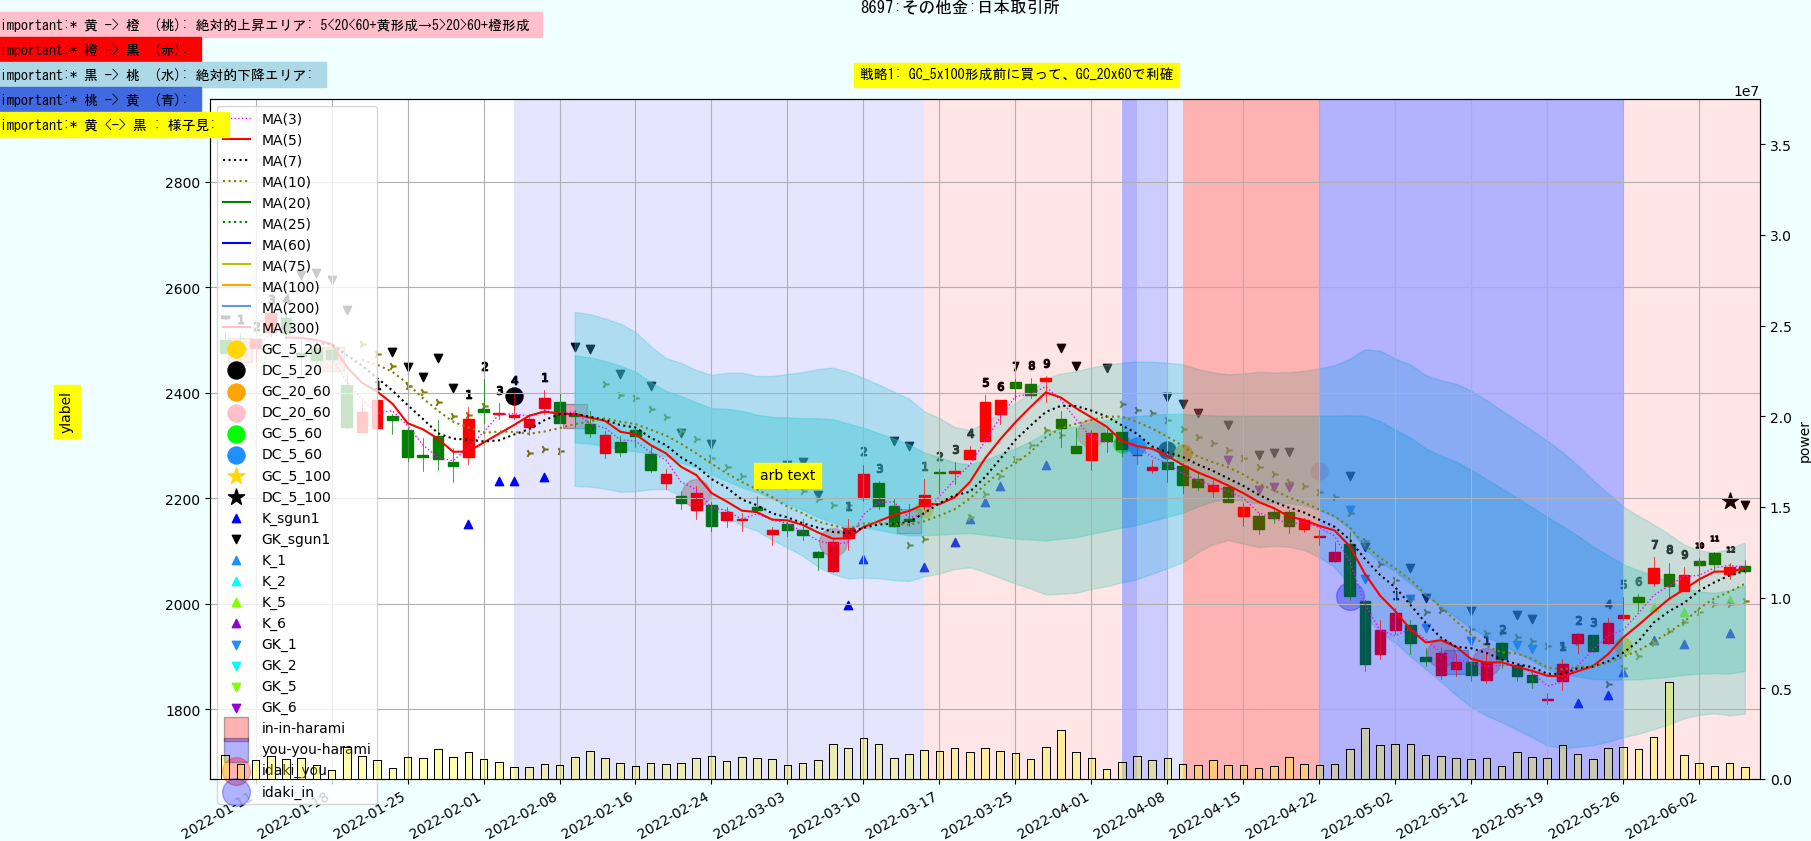 8697:その他金:日本取引所
important:* 黄 -> 橙 (桃): 絶対的上昇エリア: 5<20<60+黄形成→5>20>60+橙形成
important:* 橙 -> 黒 (赤):
important:* 黒 -> 桃 (水): 絶対的下降エリア:
戦略1: GC_5x100形成前に買って、GC_20x60で利確
important:* 桃 -> 黄 (青):
important:* 黄 <-> 黒 : 様子見:
1e7
MA(3)
MA(5)
MA(7)
MA(10)
MA(20)
MA(25)
MA(60)
MA(75)
MA(100)
MA(200)
MA(300)
GC_5_20
DC_5_20
GC_20_60
DC_20_60
GC_5_60
DC_5_60
GC_5_100
DC_5_100
K_sgun1
GK_sgun1
K_1
K_2
K_5
K_6
GK_1
GK_2
GK_5
GK_6
in-in-harami
you-you-harami
idaki_you
idaki_in
2800
2600
2400
2200
2000
1800
ylabel
arb text
3.5
3.0
2.5
2.0
1.5
1.0
0.5
0.0
power
2022-01-11
2022-01-18
2022-01-25
2022-02-01
2022-02-08
2022-02-16
2022-02-24
2022-03-03
2022-03-10
2022-03-17
2022-03-25
2022-04-01
2022-04-08
2022-04-15
2022-04-22
2022-05-02
2022-05-12
2022-05-19
2022-05-26
2022-06-02